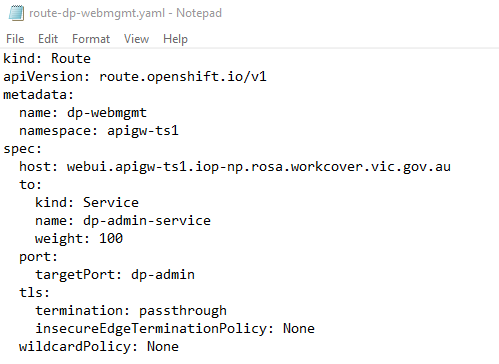 route-dp-webmgmt.yaml - Notepad
File Edit Format View Help
kind: Route
apiVersion: route.openshift.io/v1
metadata:
  name: dp-webmgmt
  namespace: apigw-ts1
spec:
  host: webui.apigw-ts1.iop-np.rosa.workcover.vic.gov.au
  to:
    kind: Service
    name: dp-admin-service
    weight: 100
  port:
    targetPort: dp-admin
  tls:
    termination: passthrough
    insecureEdgeTerminationPolicy: None
  wildcardPolicy: None